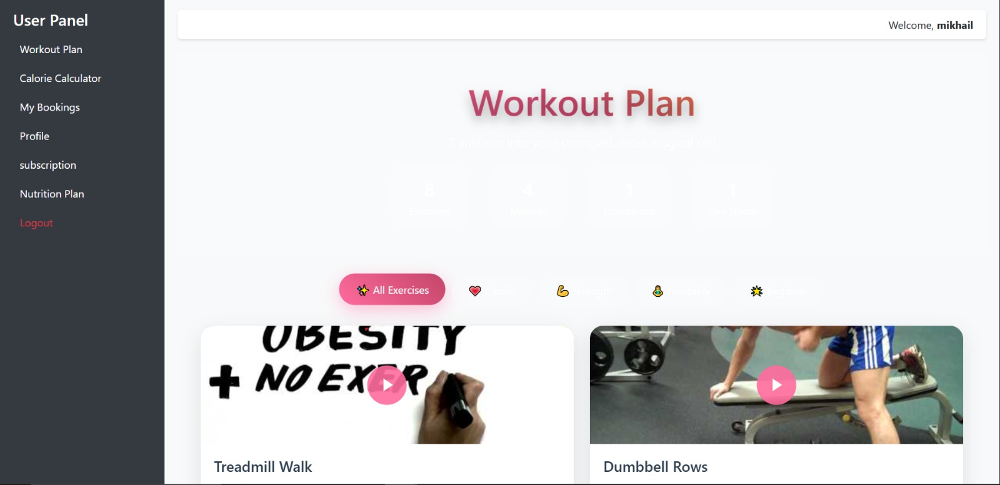 User Panel
Workout Plan
Calorie Calculator
My Bookings
Profile
subscription
Nutrition Plan
Logout
Welcome, mikhail
Workout Plan
Transform into your strongest, most magical self
8
Exercises
4
Minutes
1
Completed
1
Day Streak
All Exercises
Cardio
Strength
Flexibility
Beginner
OBESITY
+ NO EXER
Treadmill Walk
Dumbbell Rows